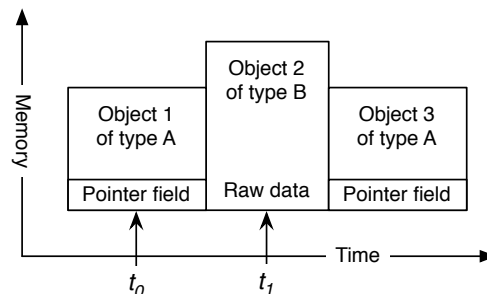 Memory
Object 1
of type A
Pointer field
Object 2
of type B
Raw data
Object 3
of type A
Pointer field
Time
t0
t1